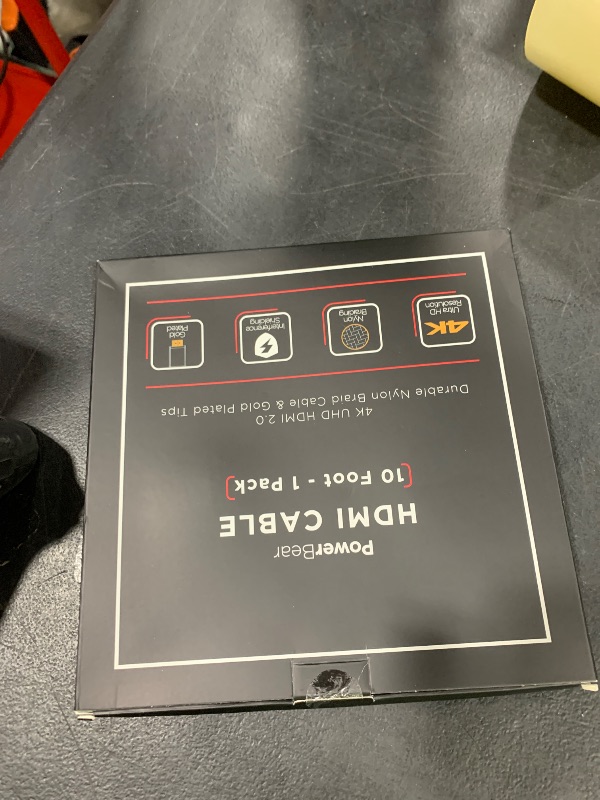 PowerBear
HDMI CABLE
10 Foot - 1 Pack
4K UHD HDMI 2.0
Durable Nylon Braid Cable & Gold Plated Tips
4K
Ultra HD
Resolution
Nylon
Braiding
Interference
Shielding
Gold
Plated